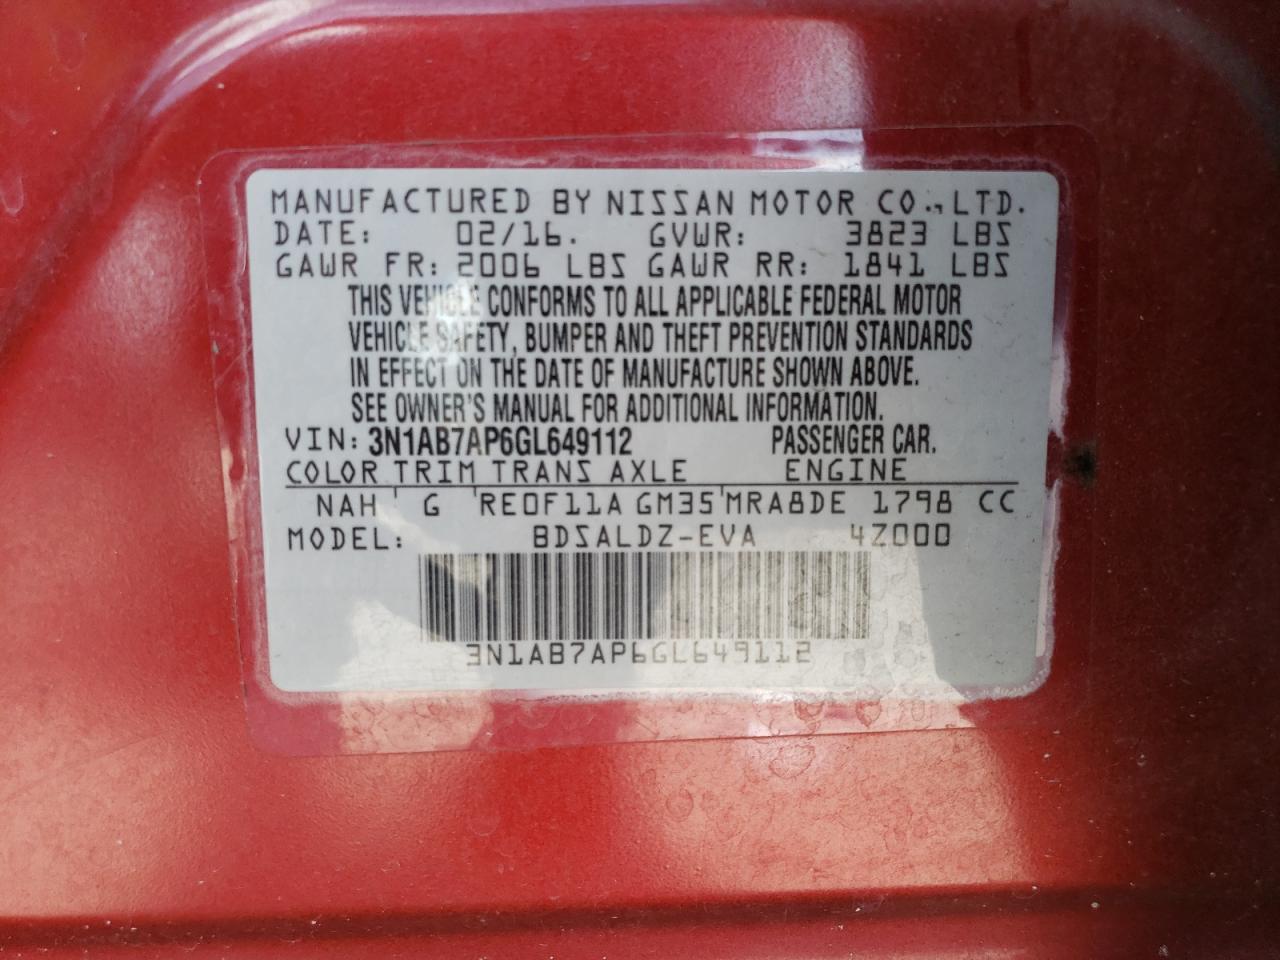 MANUFACTURED BY NISSAN MOTOR CO., LTD.
DATE: 02/16. GVWR: 3823 LBS
GAWR FR: 2006 LBS GAWR RR: 1841 LBS
THIS VEHICLE CONFORMS TO ALL APPLICABLE FEDERAL MOTOR
VEHICLE SAFETY, BUMPER AND THEFT PREVENTION STANDARDS
IN EFFECT ON THE DATE OF MANUFACTURE SHOWN ABOVE.
SEE OWNER'S MANUAL FOR ADDITIONAL INFORMATION.
VIN: 3N1AB7AP6GL649112 PASSENGER CAR.
COLOR TRIM TRANS AXLE ENGINE
NAH ' G ' RE0F11A GM35 ' MRA8DE 1798 CC
MODEL: BDSALDZ-EVA 4Z000
3N1AB7AP6GL649112